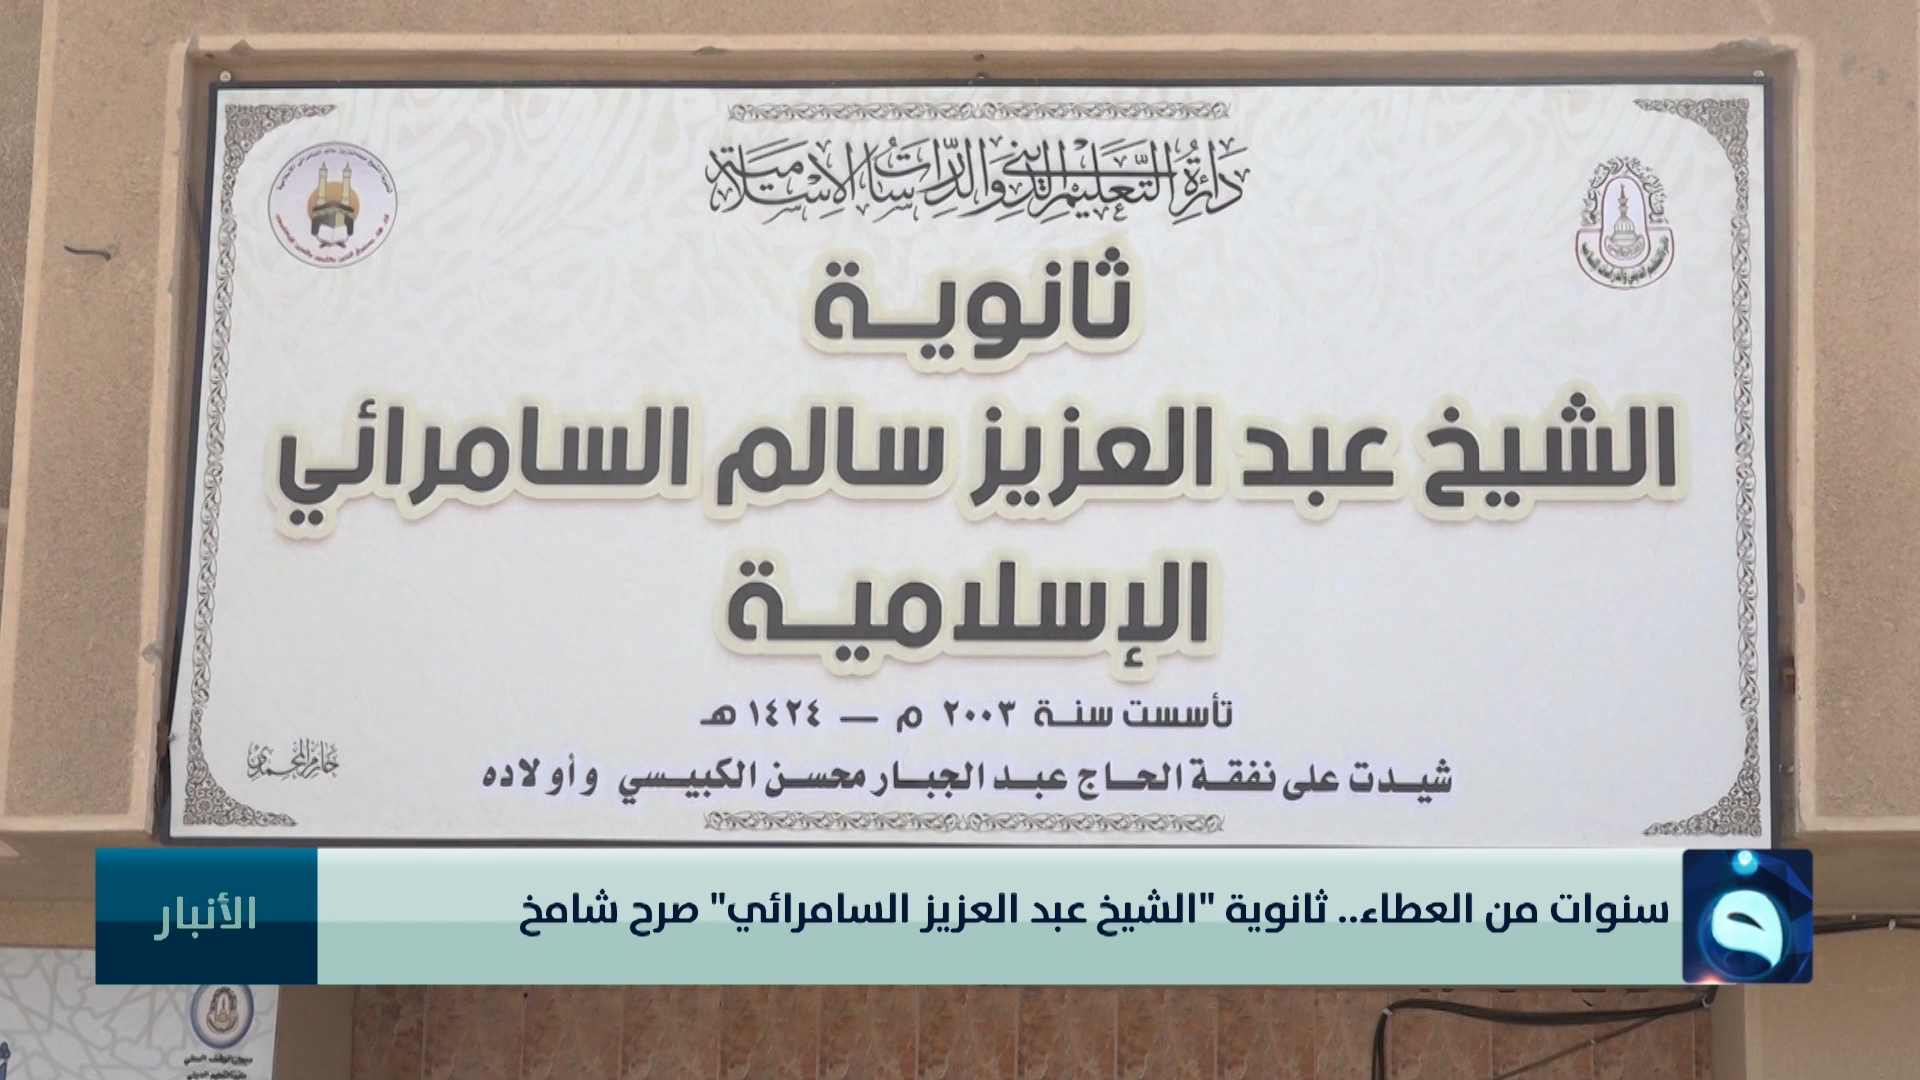 دائرة التعليم الديني والدراسات الإسلامية
ثانوية
الشيخ عبد العزيز سالم السامرائي
الإسلامية
تأسست سنة ٢٠٠٣ م — ١٤٢٤ هـ
شيدت على نفقة الحاج عبد الجبار محسن الكبيسي وأولاده
سنوات من العطاء.. ثانوية "الشيخ عبد العزيز السامرائي" صرح شامخ
الأنبار